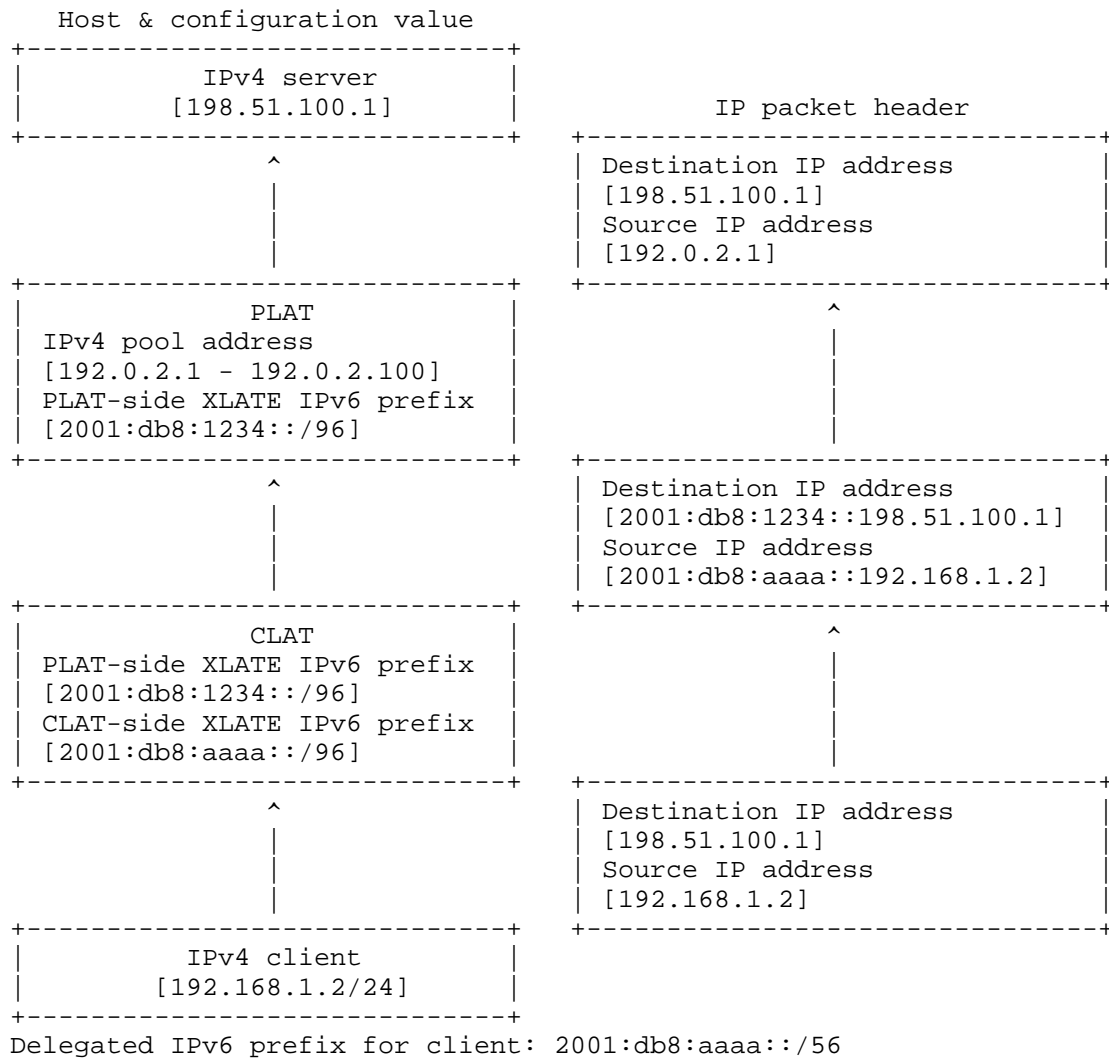 Host & configuration value
IPv4 server
[198.51.100.1]
IP packet header
Destination IP address
[198.51.100.1]
Source IP address
[192.0.2.1]
PLAT
IPv4 pool address
[192.0.2.1 - 192.0.2.100]
PLAT-side XLATE IPv6 prefix
[2001:db8:1234::/96]
Destination IP address
[2001:db8:1234::198.51.100.1]
Source IP address
[2001:db8:aaaa::192.168.1.2]
CLAT
PLAT-side XLATE IPv6 prefix
[2001:db8:1234::/96]
CLAT-side XLATE IPv6 prefix
[2001:db8:aaaa::/96]
Destination IP address
[198.51.100.1]
Source IP address
[192.168.1.2]
IPv4 client
[192.168.1.2/24]
Delegated IPv6 prefix for client: 2001:db8:aaaa::/56